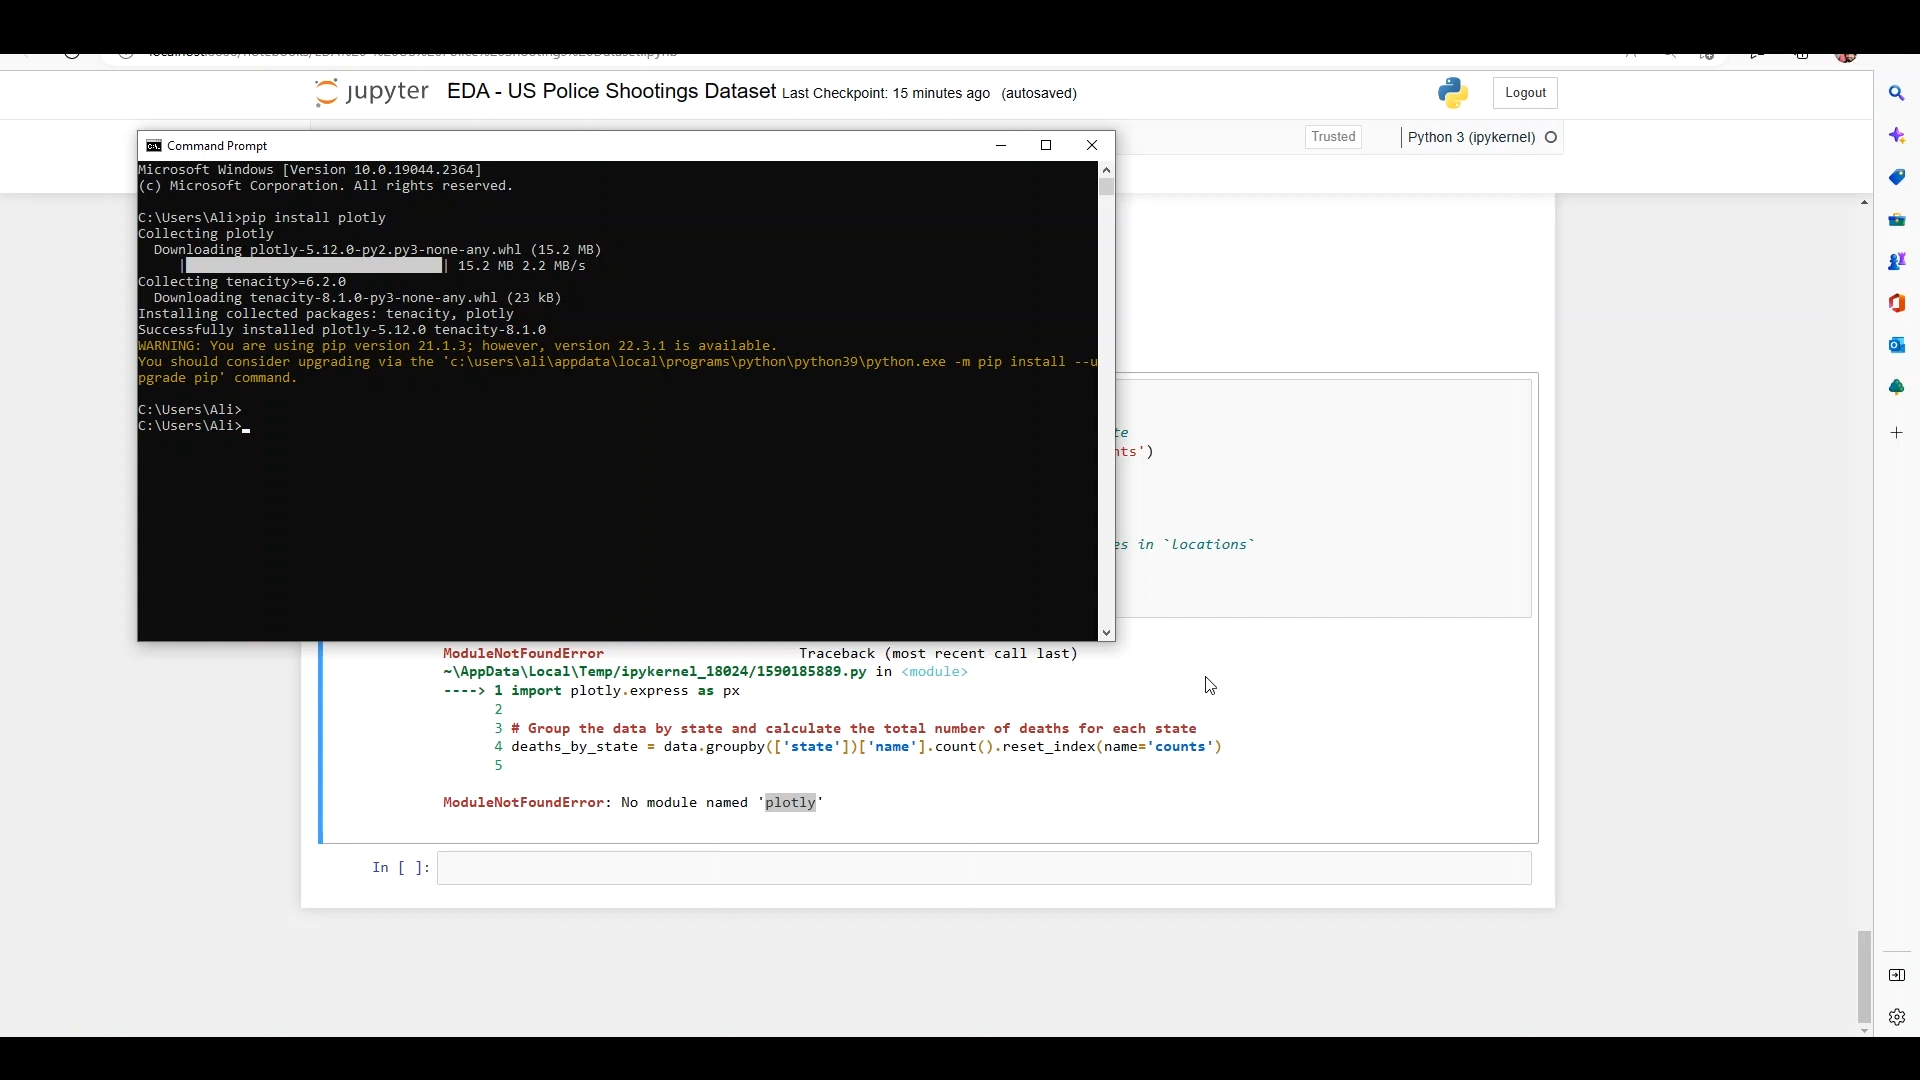 jupyter EDA - US Police Shootings Dataset Last Checkpoint: 15 minutes ago (autosaved)
Logout
Trusted
Python 3 (ipykernel)
Command Prompt
Microsoft Windows [Version 10.0.19044.2364]
(c) Microsoft Corporation. All rights reserved.
C:\Users\Ali>pip install plotly
Collecting plotly
Downloading plotly-5.12.0-py2.py3-none-any.whl (15.2 MB)
| | 15.2 MB 2.2 MB/s
Collecting tenacity>=6.2.0
Downloading tenacity-8.1.0-py3-none-any.whl (23 kB)
Installing collected packages: tenacity, plotly
Successfully installed plotly-5.12.0 tenacity-8.1.0
WARNING: You are using pip version 21.1.3; however, version 22.3.1 is available.
You should consider upgrading via the 'c:\users\ali\appdata\local\programs\python\python39\python.exe -m pip install --u
pgrade pip' command.
C:\Users\Ali>
C:\Users\Ali>_
te
nts')
es in `locations`
ModuleNotFoundError Traceback (most recent call last)
~\AppData\Local\Temp/ipykernel_18024/1590185889.py in <module>
----> 1 import plotly.express as px
2
3 # Group the data by state and calculate the total number of deaths for each state
4 deaths_by_state = data.groupby(['state'])['name'].count().reset_index(name='counts')
5
ModuleNotFoundError: No module named 'plotly'
In [ ]: